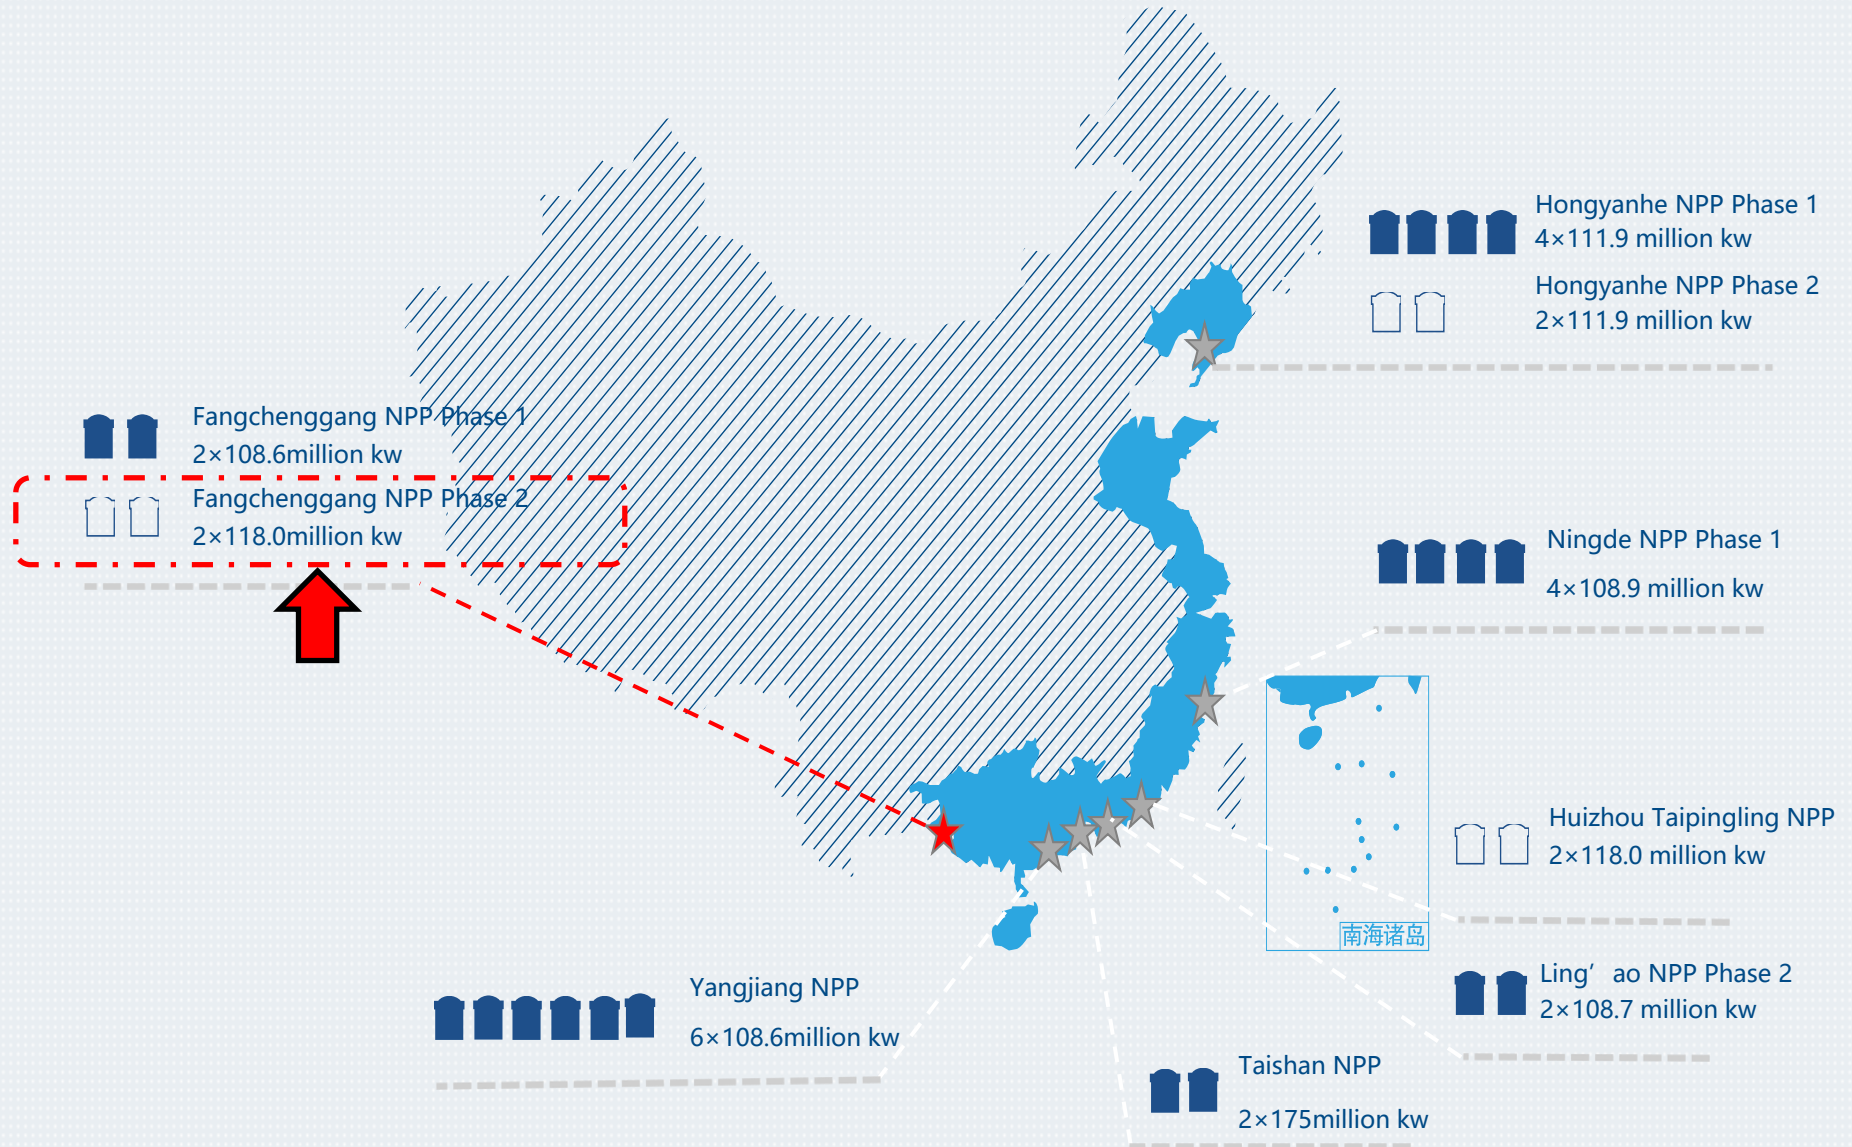 Hongyanhe NPP Phase 1
4×111.9 million kw
Hongyanhe NPP Phase 2
2×111.9 million kw
Fangchenggang NPP Phase 1
2×108.6million kw
Fangchenggang NPP Phase 2
2×118.0million kw
Ningde NPP Phase 1
4×108.9 million kw
Huizhou Taipingling NPP
2×118.0 million kw
南海诸岛
Ling’ao NPP Phase 2
2×108.7 million kw
Yangjiang NPP
6×108.6million kw
Taishan NPP
2×175million kw